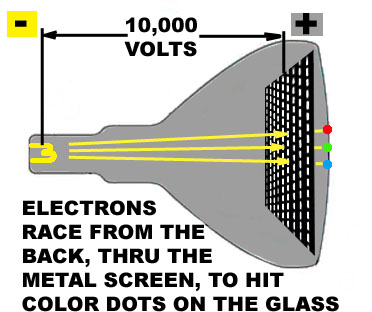 - 10,000 +
VOLTS
ELECTRONS
RACE FROM THE
BACK, THRU THE
METAL SCREEN, TO HIT
COLOR DOTS ON THE GLASS